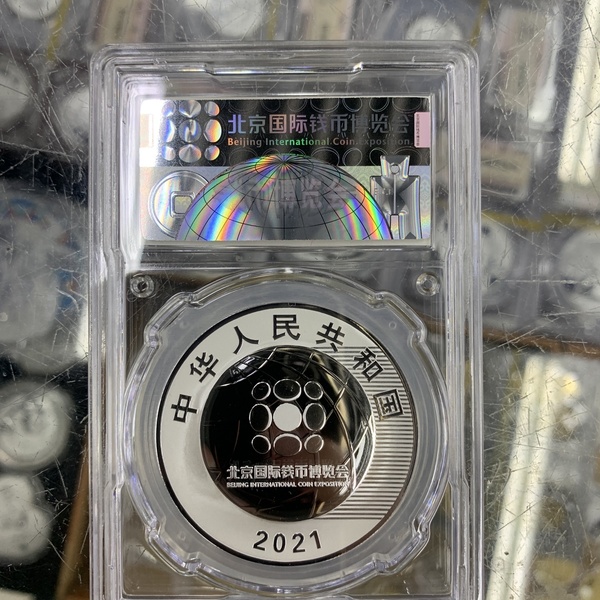 北京国际钱币博览会
Beijing International Coin Exposition
币博览会
中华人民共和国
北京国际钱币博览会
BEIJING INTERNATIONAL COIN EXPOSITION
2021